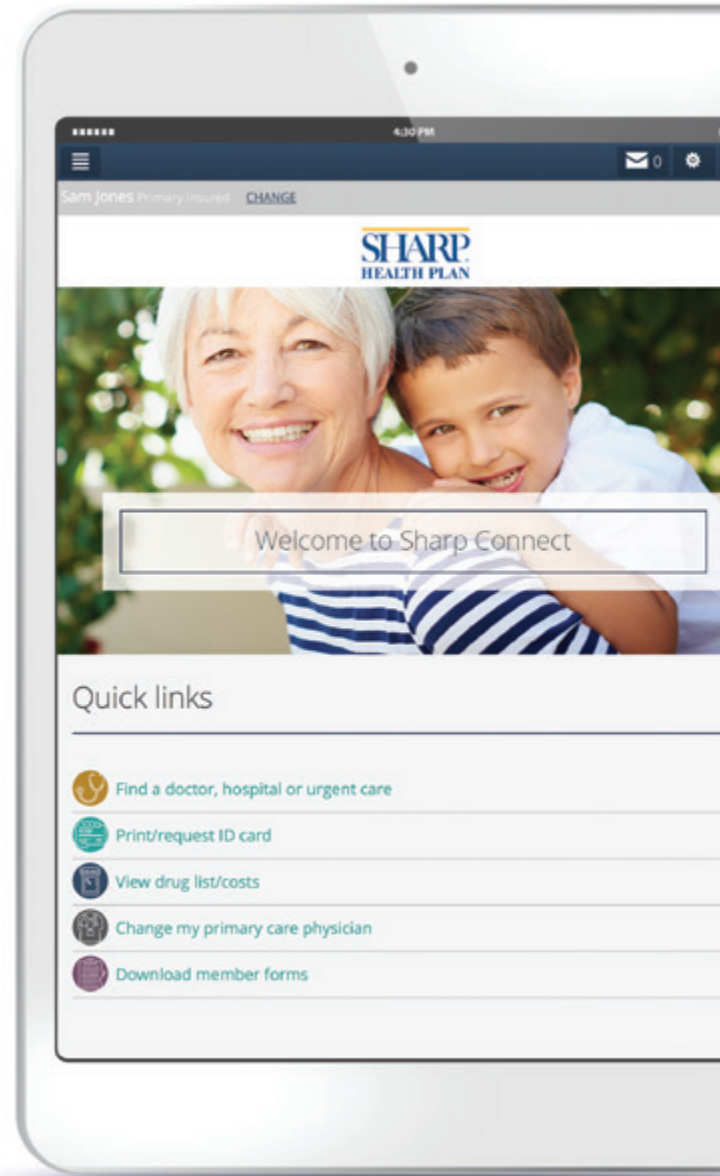 4:30 PM
0
Sam Jones Primary insured CHANGE
SHARP
HEALTH PLAN
Welcome to Sharp Connect
Quick links
Find a doctor, hospital or urgent care
Print/request ID card
View drug list/costs
Change my primary care physician
Download member forms